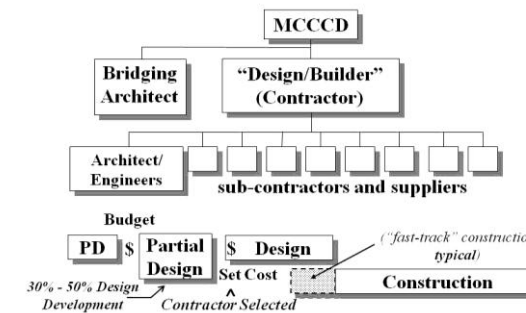 MCCCD
Bridging
Architect
“Design/Builder”
(Contractor)
Architect/
Engineers
sub-contractors and suppliers
Budget
PD $ Partial Design $ Design
Set Cost
(“fast-track” constructio
typical)
Construction
30% - 50% Design
Development
Contractor Selected